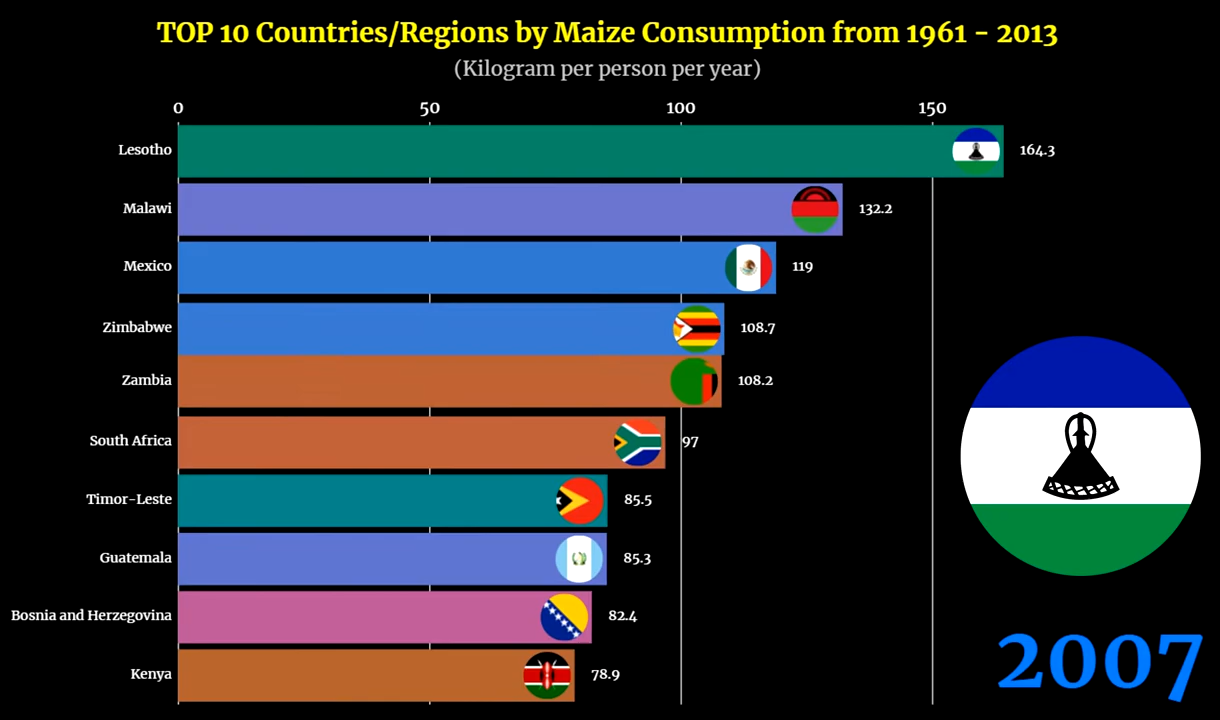 TOP 10 Countries/Regions by Maize Consumption from 1961 - 2013
(Kilogram per person per year)
0 50 100 150
Lesotho 164.3
Malawi 132.2
Mexico 119
Zimbabwe 108.7
Zambia 108.2
South Africa 97
Timor-Leste 85.5
Guatemala 85.3
Bosnia and Herzegovina 82.4
Kenya 78.9
2007